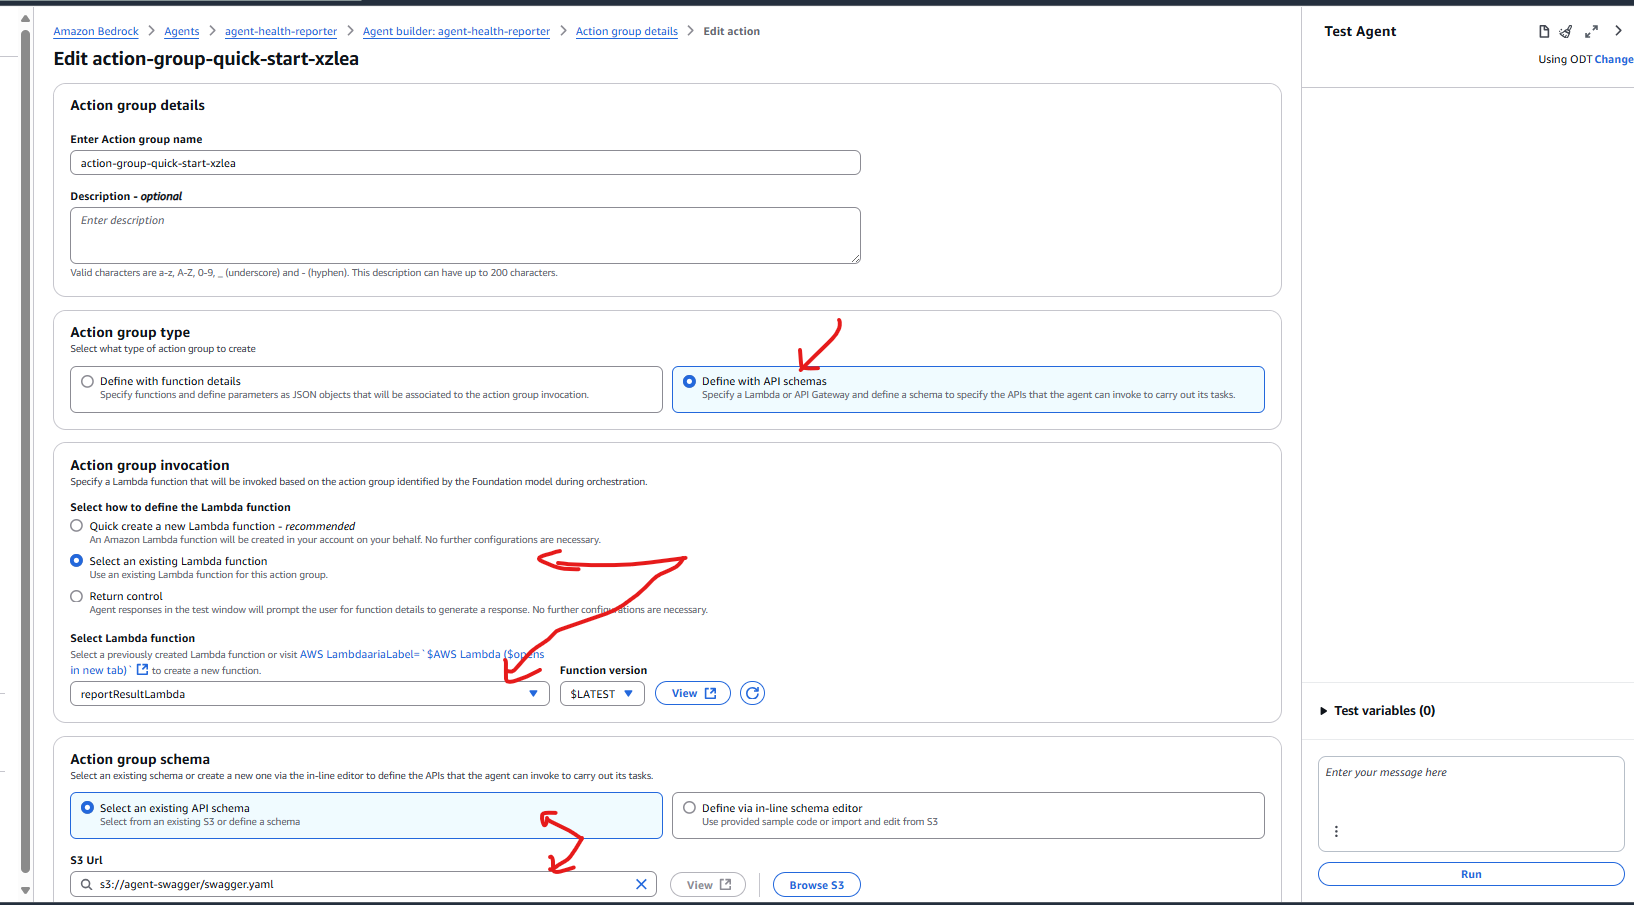 Amazon Bedrock > Agents > agent-health-reporter > Agent builder: agent-health-reporter > Action group details > Edit action
Edit action-group-quick-start-xzlea
Action group details
Enter Action group name
action-group-quick-start-xzlea
Description - optional
Enter description
Valid characters are a-z, A-Z, 0-9, _ (underscore) and - (hyphen). This description can have up to 200 characters.
Action group type
Select what type of action group to create
Define with function details
Specify functions and define parameters as JSON objects that will be associated to the action group invocation.
Define with API schemas
Specify a Lambda or API Gateway and define a schema to specify the APIs that the agent can invoke to carry out its tasks.
Action group invocation
Specify a Lambda function that will be invoked based on the action group identified by the Foundation model during orchestration.
Select how to define the Lambda function
Quick create a new Lambda function - recommended
An Amazon Lambda function will be created in your account on your behalf. No further configurations are necessary.
Select an existing Lambda function
Use an existing Lambda function for this action group.
Return control
Agent responses in the test window will prompt the user for function details to generate a response. No further configurations are necessary.
Select Lambda function
Select a previously created Lambda function or visit AWS LambdaariaLabel=`$AWS Lambda ($opens
in new tab)` to create a new function.
reportResultLambda
Function version
$LATEST
View
Action group schema
Select an existing schema or create a new one via the in-line editor to define the APIs that the agent can invoke to carry out its tasks.
Select an existing API schema
Select from an existing S3 or define a schema
Define via in-line schema editor
Use provided sample code or import and edit from S3
S3 Url
s3://agent-swagger/swagger.yaml
View
Browse S3
Test Agent
Using ODT Change
Test variables (0)
Enter your message here
Run